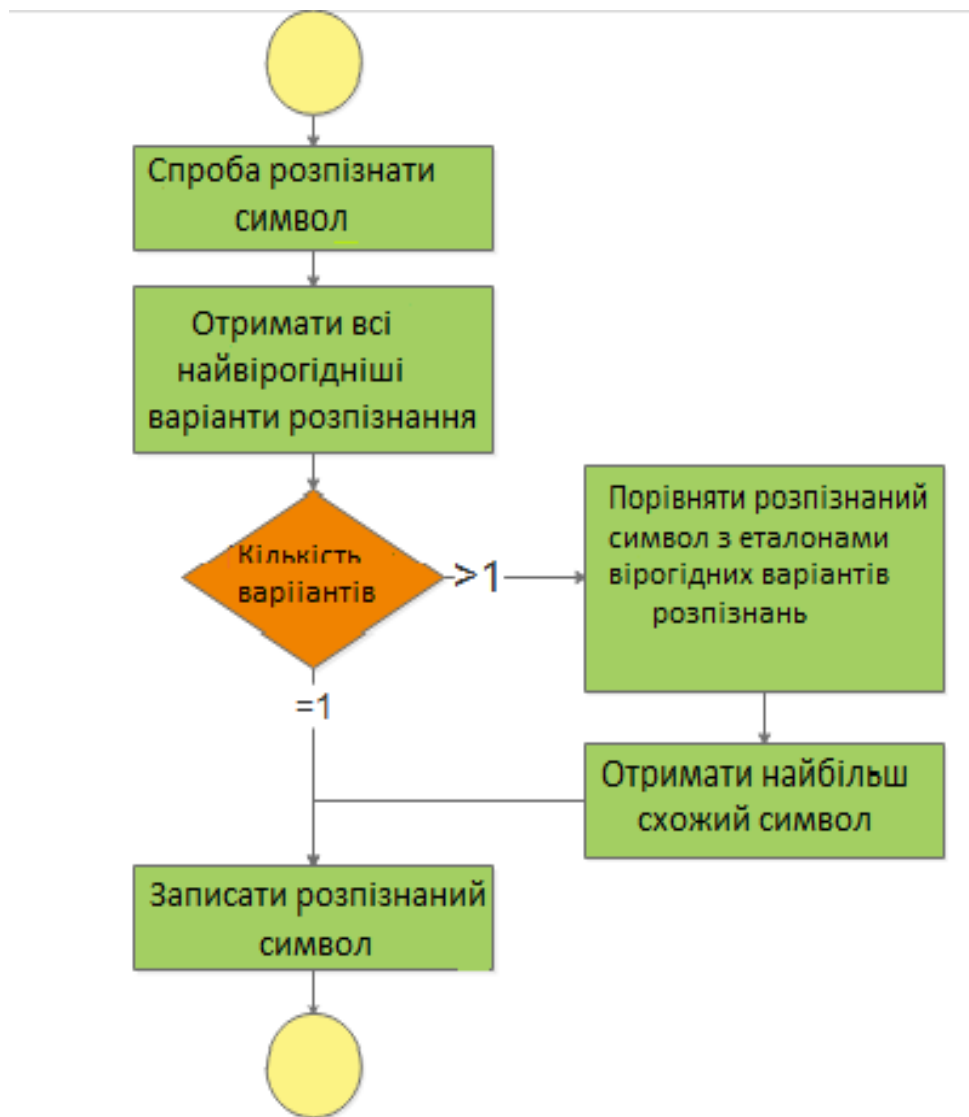 Спроба розпізнати
символ
Отримати всі
найвірогідніші
варіанти розпізнання
Кількість
варііантів
>1
Порівняти розпізнаний
символ з еталонами
вірогідних варіантів
розпізнань
=1
Отримати найбільш
схожий символ
Записати розпізнаний
символ